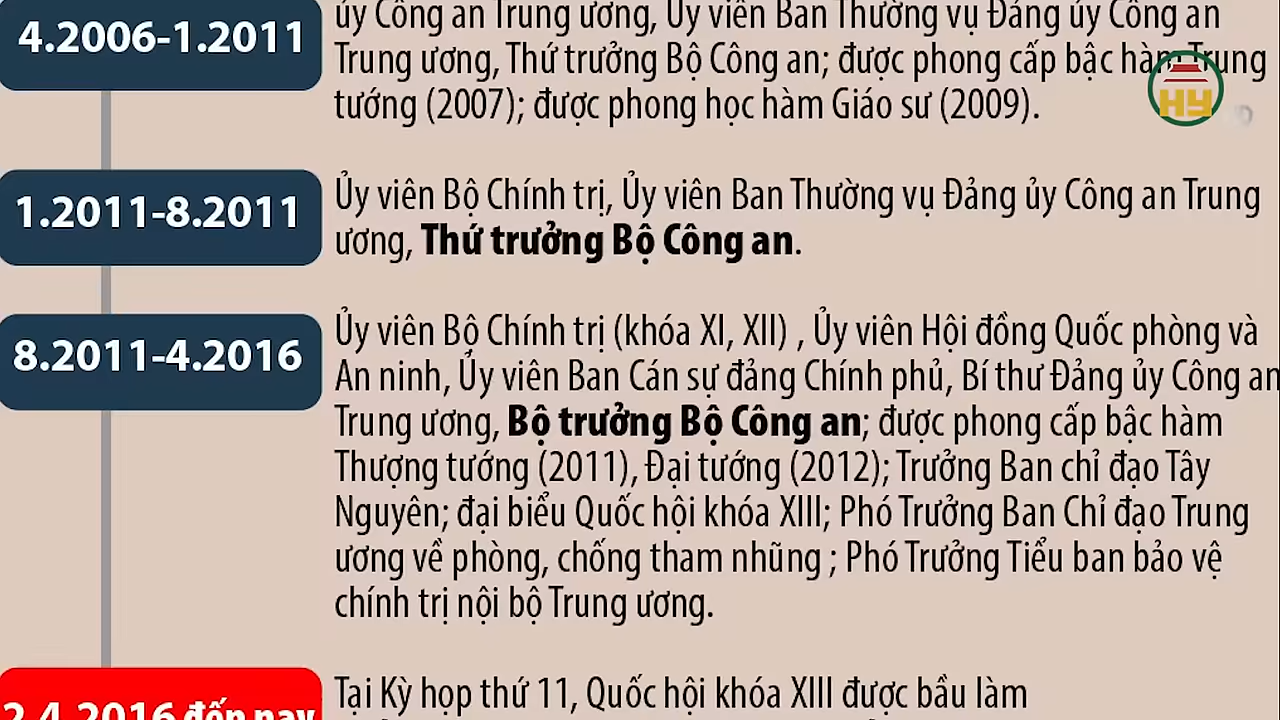 4.2006-1.2011
ủy Công an Trung ương, Ủy viên Ban Thường vụ Đảng ủy Công an
Trung ương, Thứ trưởng Bộ Công an; được phong cấp bậc hàm Trung
tướng (2007); được phong học hàm Giáo sư (2009).
HY
1.2011-8.2011
Ủy viên Bộ Chính trị, Ủy viên Ban Thường vụ Đảng ủy Công an Trung
ương, Thứ trưởng Bộ Công an.
8.2011-4.2016
Ủy viên Bộ Chính trị (khóa XI, XII) , Ủy viên Hội đồng Quốc phòng và
An ninh, Ủy viên Ban Cán sự đảng Chính phủ, Bí thư Đảng ủy Công an
Trung ương, Bộ trưởng Bộ Công an; được phong cấp bậc hàm
Thượng tướng (2011), Đại tướng (2012); Trưởng Ban chỉ đạo Tây
Nguyên; đại biểu Quốc hội khóa XIII; Phó Trưởng Ban Chỉ đạo Trung
ương về phòng, chống tham nhũng ; Phó Trưởng Tiểu ban bảo vệ
chính trị nội bộ Trung ương.
2.4.2016 đến nay
Tại Kỳ họp thứ 11, Quốc hội khóa XIII được bầu làm